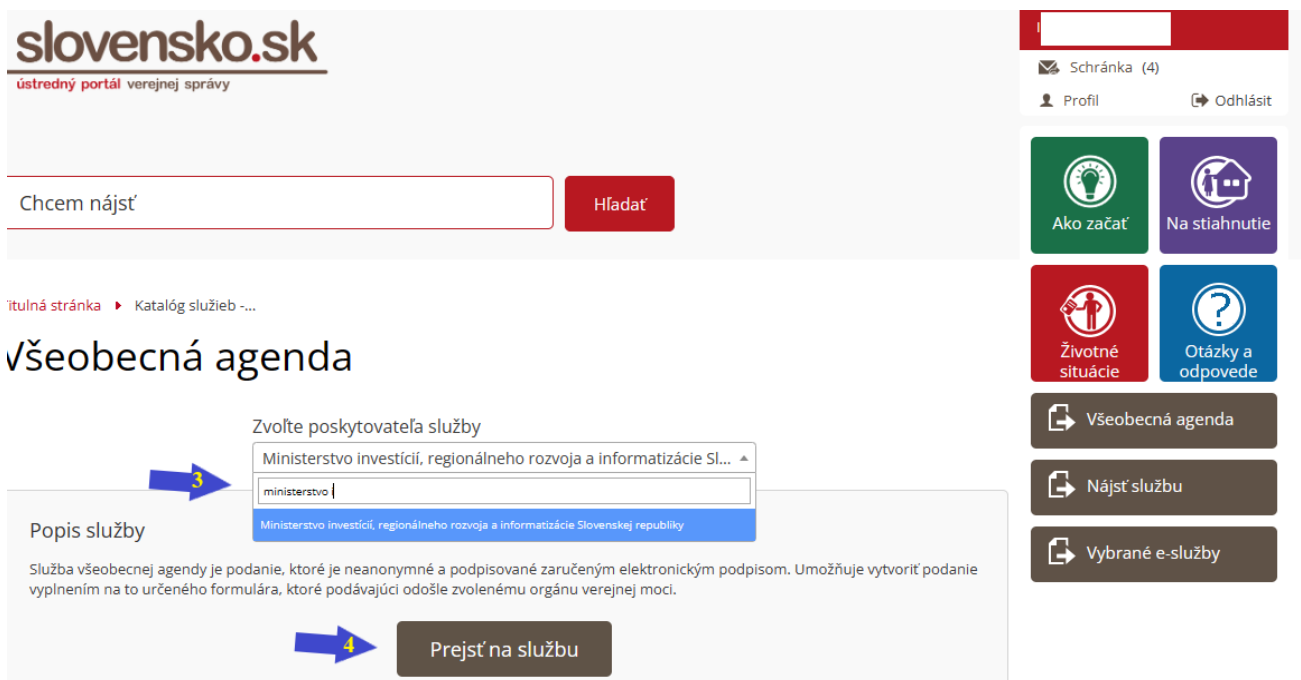 slovensko.sk
ústredný portál verejnej správy
Schránka (4)
Profil
Odhlásit
Chcem nájsť
Hľadať
Ako začať
Na stiahnutie
Životné
situácie
Otázky a
odpovede
Všeobecná agenda
Nájsť službu
Vybrané e-služby
itulná stránka
Katalóg služieb -...
Všeobecná agenda
Zvoľte poskytovateľa služby
Ministerstvo investícií, regionálneho rozvoja a informatizácie Sl...
3
ministerstvo i
Ministerstvo investícií, regionálneho rozvoja a informatizácie Slovenskej republiky
Popis služby
Služba všeobecnej agendy je podanie, ktoré je neanonymné a podpisované zaručeným elektronickým podpisom. Umožňuje vytvoriť podanie
vyplnením na to určeného formulára, ktoré podávajúci odošle zvolenému orgánu verejnej moci.
4
Prejsť na službu